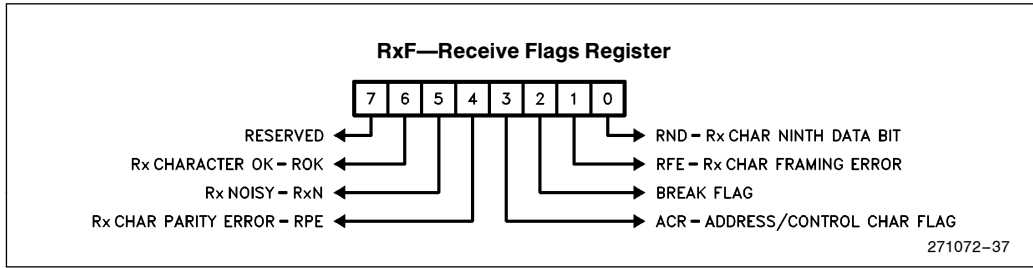 RxF—Receive Flags Register
7 6 5 4 3 2 1 0
RESERVED
Rx CHARACTER OK – ROK
Rx NOISY – RxN
Rx CHAR PARITY ERROR – RPE
RND – Rx CHAR NINTH DATA BIT
RFE – Rx CHAR FRAMING ERROR
BREAK FLAG
ACR – ADDRESS/CONTROL CHAR FLAG
271072–37